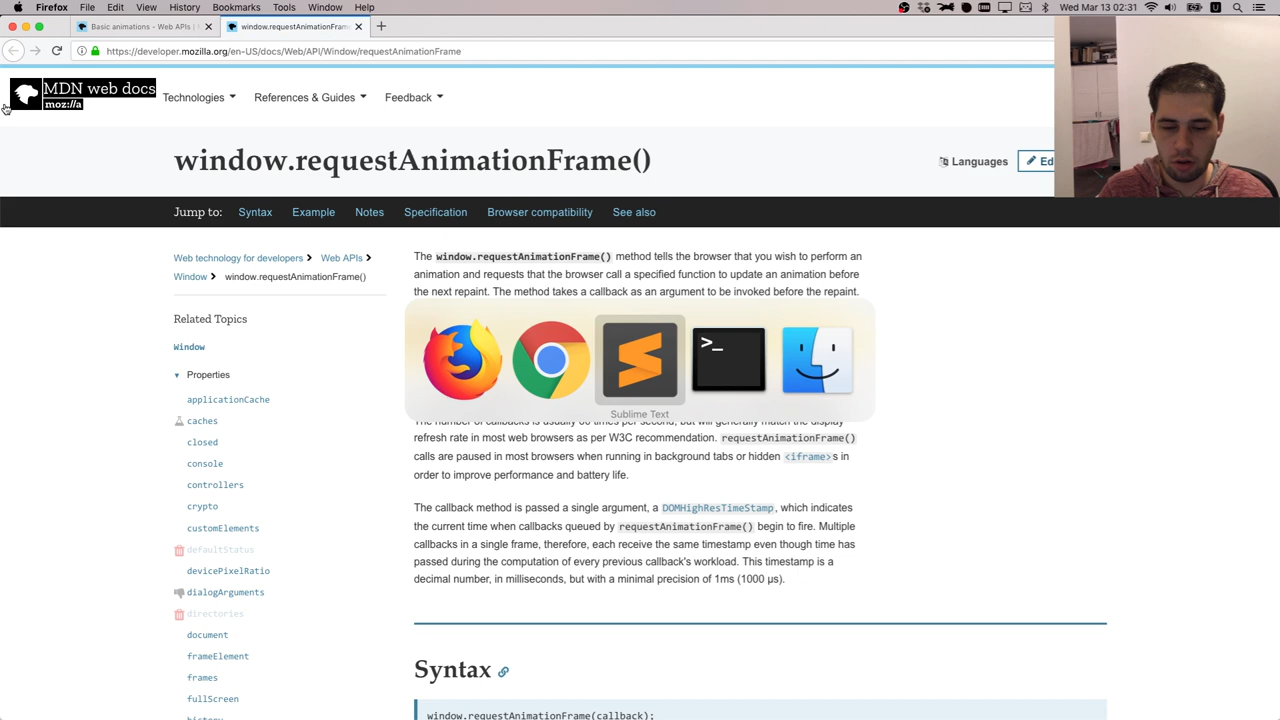 Firefox File Edit View History Bookmarks Tools Window Help
Wed Mar 13 02:31
Basic animations – Web APIs | M
window.requestAnimationFrame
https://developer.mozilla.org/en-US/docs/Web/API/Window/requestAnimationFrame
MDN web docs
moz://a
Technologies References & Guides Feedback
window.requestAnimationFrame()
Languages
Ed
Jump to: Syntax Example Notes Specification Browser compatibility See also
Web technology for developers Web APIs
Window window.requestAnimationFrame()
Related Topics
Window
Properties
applicationCache
caches
closed
console
controllers
crypto
customElements
defaultStatus
devicePixelRatio
dialogArguments
directories
document
frameElement
frames
fullScreen
The window.requestAnimationFrame() method tells the browser that you wish to perform an
animation and requests that the browser call a specified function to update an animation before
the next repaint. The method takes a callback as an argument to be invoked before the repaint.
>_
Sublime Text
The number of callbacks is usually 60 times per second, but will generally match the display
refresh rate in most web browsers as per W3C recommendation. requestAnimationFrame()
calls are paused in most browsers when running in background tabs or hidden <iframe>s in
order to improve performance and battery life.
The callback method is passed a single argument, a DOMHighResTimeStamp, which indicates
the current time when callbacks queued by requestAnimationFrame() begin to fire. Multiple
callbacks in a single frame, therefore, each receive the same timestamp even though time has
passed during the computation of every previous callback's workload. This timestamp is a
decimal number, in milliseconds, but with a minimal precision of 1ms (1000 µs).
Syntax
window.requestAnimationFrame(callback);